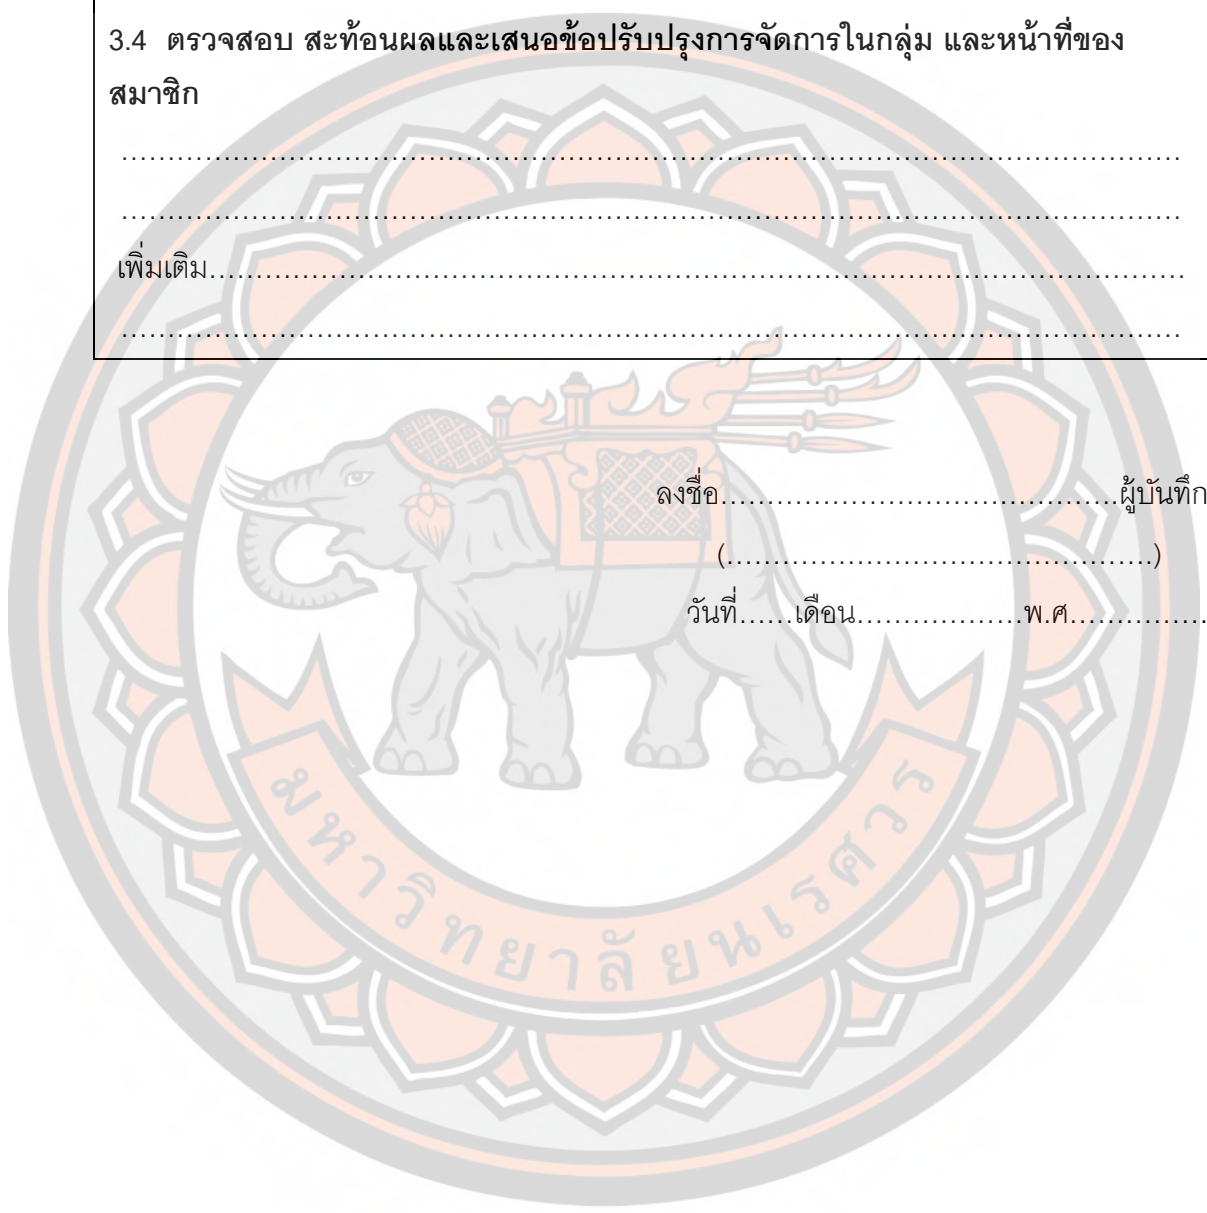 3.4 ตรวจสอบ สะท้อนผลและเสนอข้อปรับปรุงการจัดการในกลุ่ม และหน้าที่ของ
สมาชิก
……………………………………………………………………………………………………
……………………………………………………………………………………………………
เพิ่มเติม……………………………………………………………………………………………
……………………………………………………………………………………………………
ลงชื่อ……………………………………ผู้บันทึก
(……………………………………….)
วันที่……เดือน………………พ.ศ……………
มหาวิทยาลัยนเรศวร